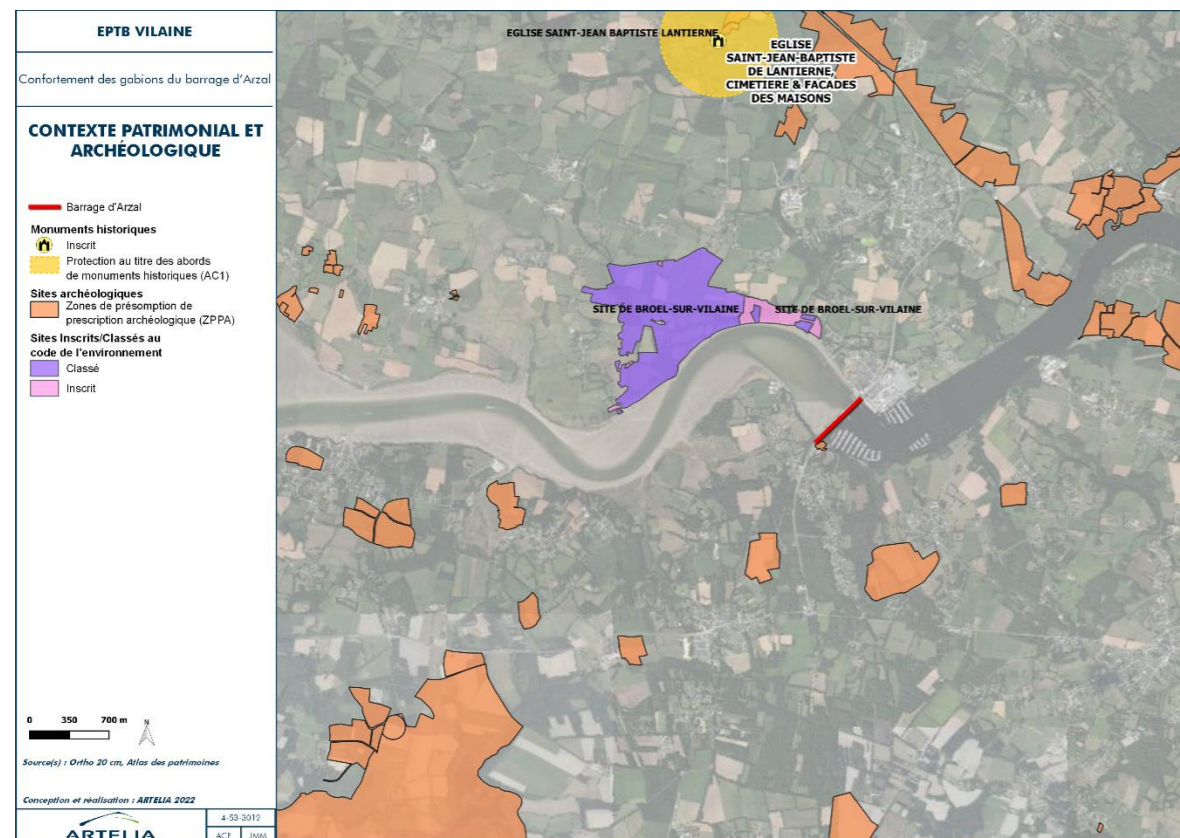 EPTB VILAINE
Confortement des gabions du barrage d'Arzal
CONTEXTE PATRIMONIAL ET
ARCHÉOLOGIQUE
Barrage d'Arzal
Monuments historiques
Inscrit
Protection au titre des abords
de monuments historiques (AC1)
Sites archéologiques
Zones de présomption de
prescription archéologique (ZPPA)
Sites Inscrits/Classés au
code de l'environnement
Classé
Inscrit
0 350 700 m
N
Source(s) : Ortho 20 cm, Atlas des patrimoines
Conception et réalisation : ARTELIA 2022
ARTELIA
4-53-3012
ACF JMM
EGLISE SAINT-JEAN BAPTISTE LANTIERNE
EGLISE
SAINT-JEAN-BAPTISTE
DE LANTIERNE,
CIMETIERE & FACADES
DES MAISONS
SITE DE BROEL-SUR-VILAINE
SITE DE BROEL-SUR-VILAINE